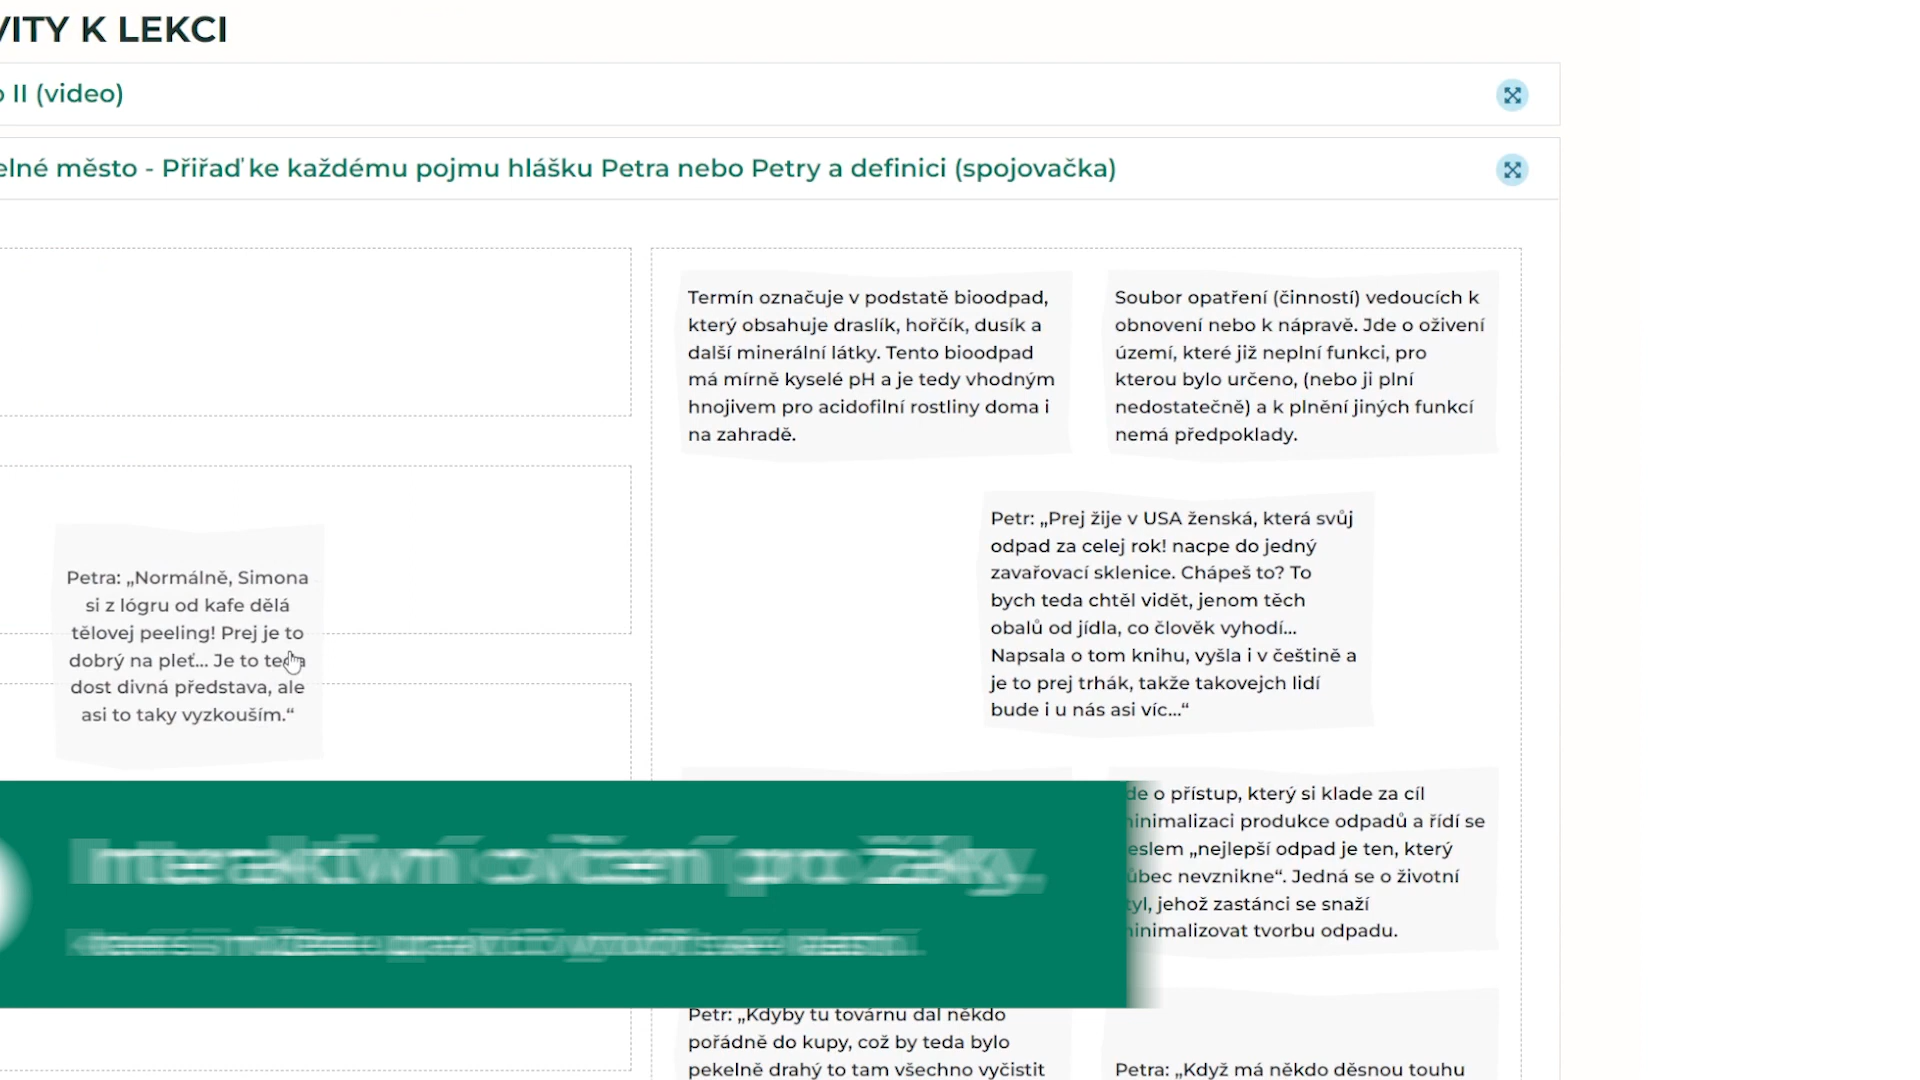 VITY K LEKCI
o II (video)
elné město - Přiřaď ke každému pojmu hlášku Petra nebo Petry a definici (spojovačka)
Termín označuje v podstatě bioodpad,
který obsahuje draslík, hořčík, dusík a
další minerální látky. Tento bioodpad
má mírně kyselé pH a je tedy vhodným
hnojivem pro acidofilní rostliny doma i
na zahradě.
Soubor opatření (činností) vedoucích k
obnovení nebo k nápravě. Jde o oživení
území, které již neplní funkci, pro
kterou bylo určeno, (nebo ji plní
nedostatečně) a k plnění jiných funkcí
nemá předpoklady.
Petr: „Prej žije v USA ženská, která svůj
odpad za celej rok! nacpe do jedný
zavařovací sklenice. Chápeš to? To
bych teda chtěl vidět, jenom těch
obalů od jídla, co člověk vyhodí...
Napsala o tom knihu, vyšla i v češtině a
je to prej trhák, takže takovejch lidí
bude i u nás asi víc...“
Petra: „Normálně, Simona
si z lógru od kafe dělá
tělovej peeling! Prej je to
dobrý na pleť... Je to teda
dost divná představa, ale
asi to taky vyzkouším.“
de o přístup, který si klade za cíl
inimalizaci produkce odpadů a řídí se
eslem „nejlepší odpad je ten, který
ůbec nevznikne“. Jedná se o životní
tyl, jehož zastánci se snaží
inimalizovat tvorbu odpadu.
Interaktivní cvičení pro žáky,
Petr: „Kdyby tu továrnu dal někdo
pořádně do kupy, což by teda bylo
pekelně drahý to tam všechno vyčistit
Petra: „Když má někdo děsnou touhu